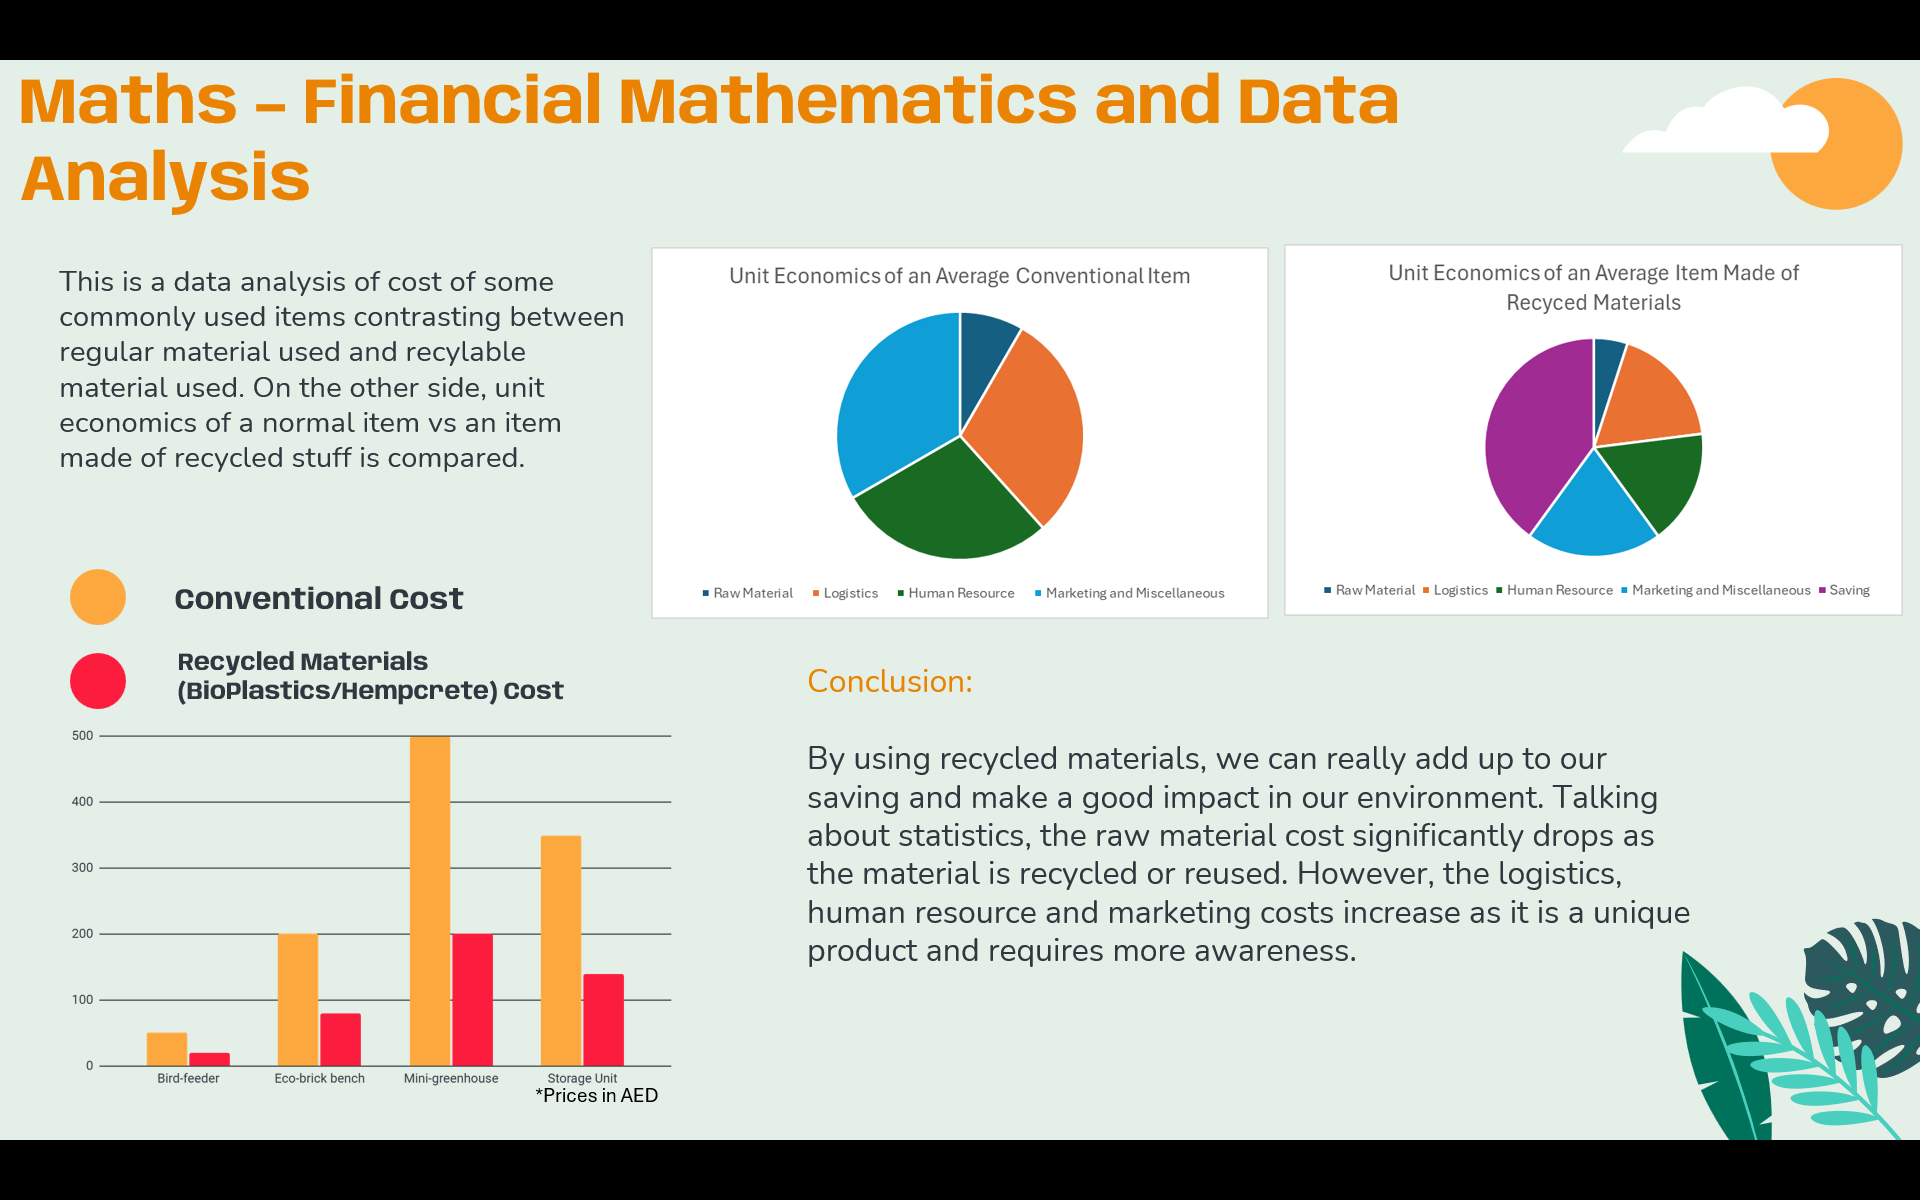 Maths – Financial Mathematics and Data
Analysis
This is a data analysis of cost of some
commonly used items contrasting between
regular material used and recylable
material used. On the other side, unit
economics of a normal item vs an item
made of recycled stuff is compared.
Unit Economics of an Average Conventional Item
Raw Material Logistics Human Resource Marketing and Miscellaneous
Unit Economics of an Average Item Made of
Recyced Materials
Raw Material Logistics Human Resource Marketing and Miscellaneous Saving
Conventional Cost
Recycled Materials
(BioPlastics/Hempcrete) Cost
500
400
300
200
100
0
Bird-feeder Eco-brick bench Mini-greenhouse Storage Unit
*Prices in AED
Conclusion:
By using recycled materials, we can really add up to our
saving and make a good impact in our environment. Talking
about statistics, the raw material cost significantly drops as
the material is recycled or reused. However, the logistics,
human resource and marketing costs increase as it is a unique
product and requires more awareness.